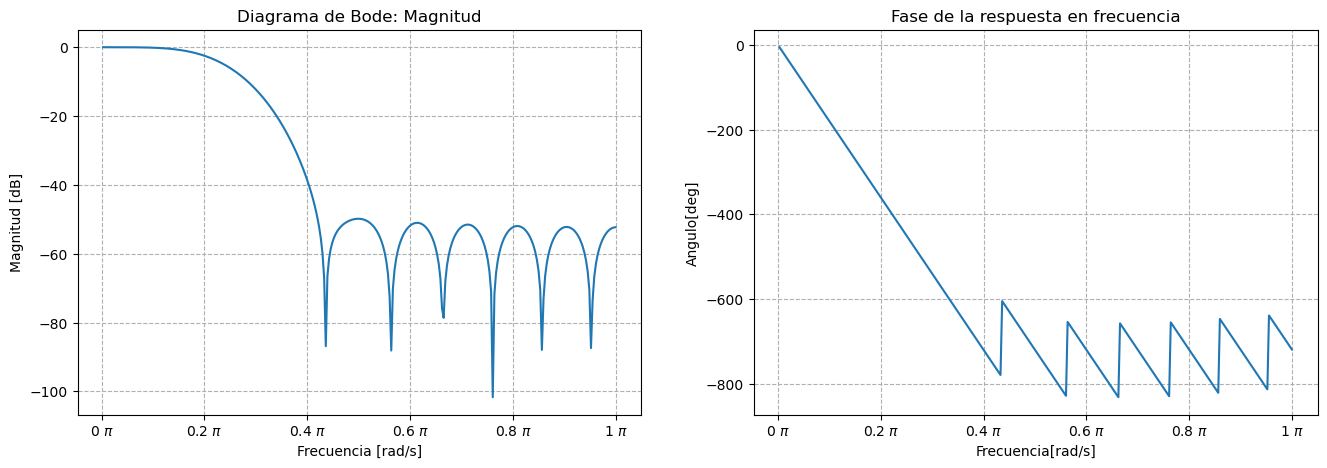 Diagrama de Bode: Magnitud
0
−20
−40
−60
−80
−100
Magnitud [dB]
0 π
0.2 π
0.4 π
0.6 π
0.8 π
1 π
Frecuencia [rad/s]
Fase de la respuesta en frecuencia
0
−200
−400
−600
−800
Angulo[deg]
0 π
0.2 π
0.4 π
0.6 π
0.8 π
1 π
Frecuencia[rad/s]